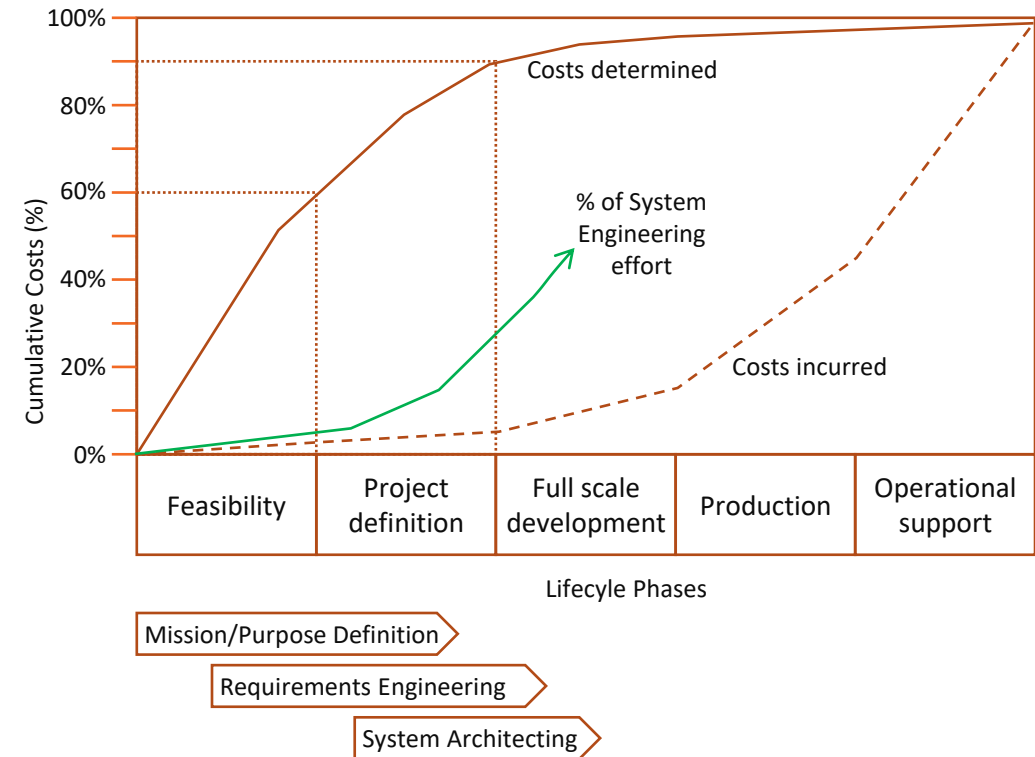 100%
80%
60%
40%
20%
0%
Cumulative Costs (%)
Costs determined
% of System
Engineering
effort
Costs incurred
Feasibility
Project
definition
Full scale
development
Production
Operational
support
Lifecyle Phases
Mission/Purpose Definition
Requirements Engineering
System Architecting